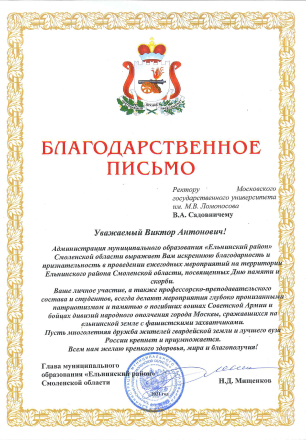 БЛАГОДАРСТВЕННОЕ
ПИСЬМО
Ректору Московского
государственного университета
им. М.В. Ломоносова
В.А. Садовничему
Уважаемый Виктор Антонович!
Администрация муниципального образования «Ельнинский район»
Смоленской области выражает Вам искреннюю благодарность и
признательность в проведении ежегодных мероприятий на территории
Ельнинского района Смоленской области, посвященных Дню памяти и
скорби.
Ваше личное участие, а также профессорско-преподавательского
состава и студентов, всегда делают мероприятия глубоко пронизанными
патриотизмом и памятью о погибших воинах Советской Армии и
бойцах дивизий народного ополчения города Москвы, сражавшихся на
ельнинской земле с фашистскими захватчиками.
Пусть многолетняя дружба жителей гвардейской земли и лучшего вуза
России крепнет и приумножается.
Всем нам желаю крепкого здоровья, мира и благополучия!
Глава муниципального
образования «Ельнинский район»
Смоленской области
Н.Д. Мищенков
2021 год